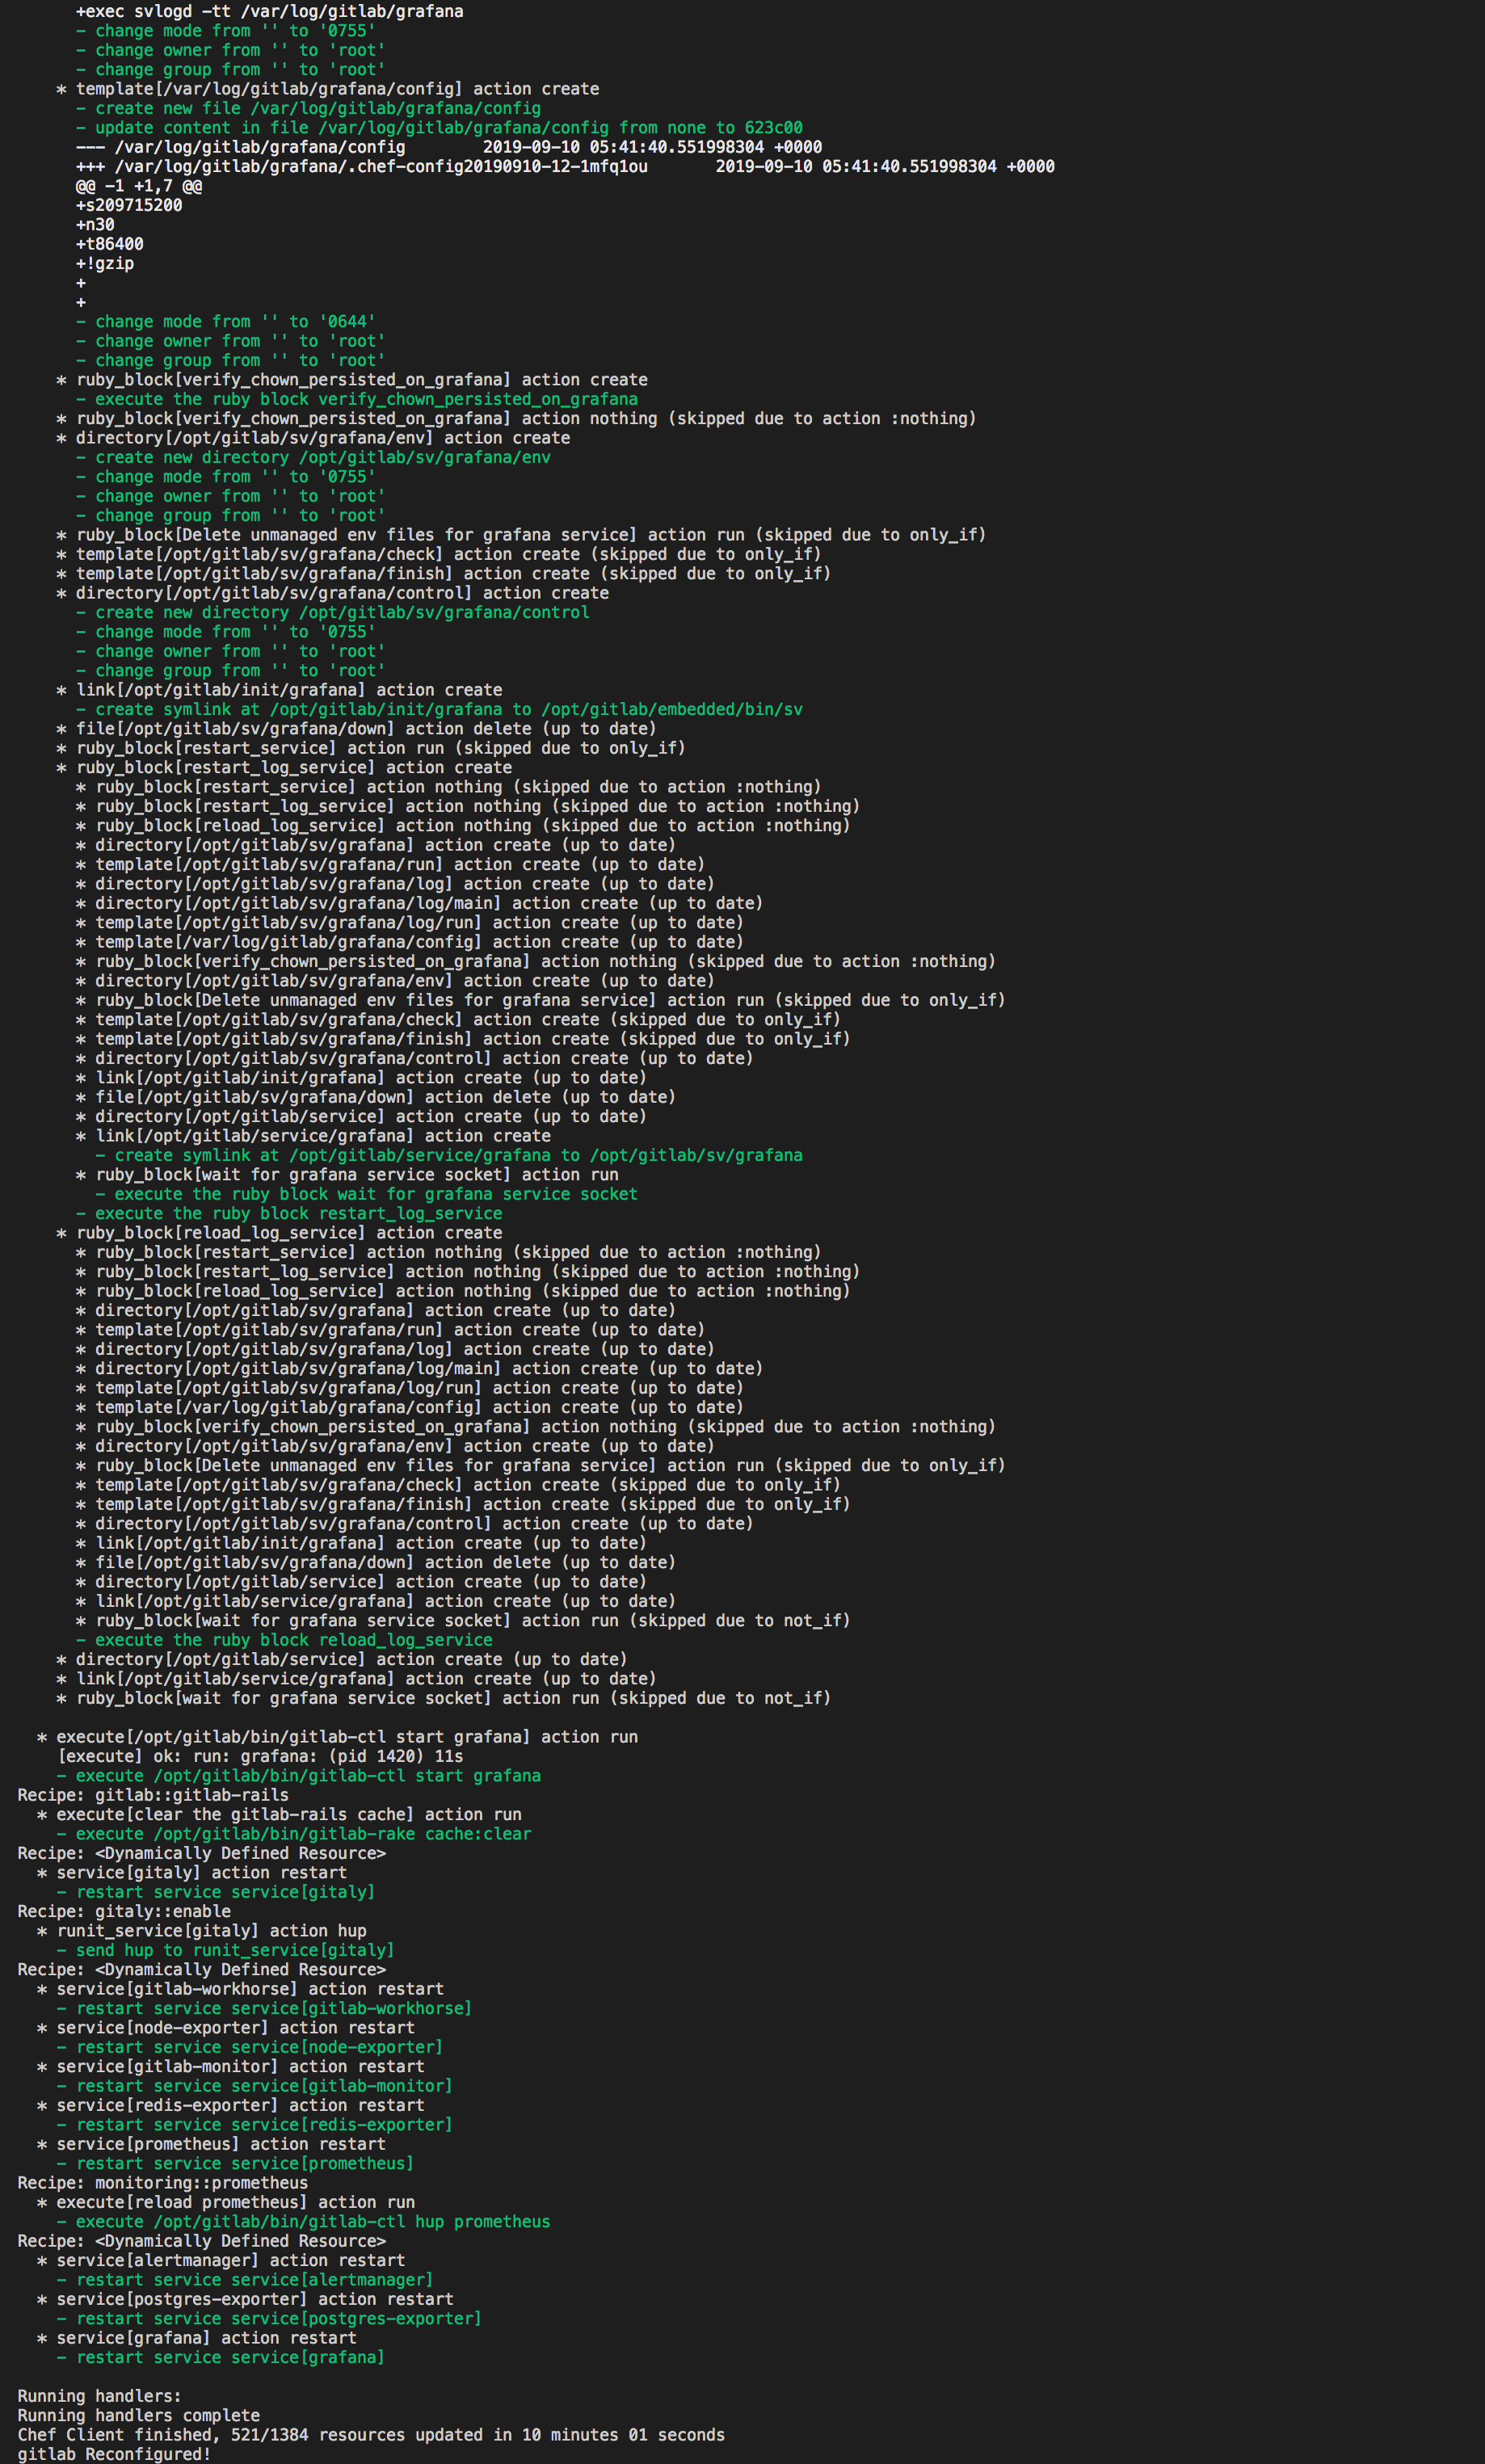 +exec svlogd -tt /var/log/gitlab/grafana
- change mode from '' to '0755'
- change owner from '' to 'root'
- change group from '' to 'root'
* template[/var/log/gitlab/grafana/config] action create
- create new file /var/log/gitlab/grafana/config
- update content in file /var/log/gitlab/grafana/config from none to 623c00
--- /var/log/gitlab/grafana/config 2019-09-10 05:41:40.551998304 +0000
+++ /var/log/gitlab/grafana/.chef-config20190910-12-1mfq1ou 2019-09-10 05:41:40.551998304 +0000
@@ -1 +1,7 @@
+s209715200
+n30
+t86400
+!gzip
+
+
- change mode from '' to '0644'
- change owner from '' to 'root'
- change group from '' to 'root'
* ruby_block[verify_chown_persisted_on_grafana] action create
- execute the ruby block verify_chown_persisted_on_grafana
* ruby_block[verify_chown_persisted_on_grafana] action nothing (skipped due to action :nothing)
* directory[/opt/gitlab/sv/grafana/env] action create
- create new directory /opt/gitlab/sv/grafana/env
- change mode from '' to '0755'
- change owner from '' to 'root'
- change group from '' to 'root'
* ruby_block[Delete unmanaged env files for grafana service] action run (skipped due to only_if)
* template[/opt/gitlab/sv/grafana/check] action create (skipped due to only_if)
* template[/opt/gitlab/sv/grafana/finish] action create (skipped due to only_if)
* directory[/opt/gitlab/sv/grafana/control] action create
- create new directory /opt/gitlab/sv/grafana/control
- change mode from '' to '0755'
- change owner from '' to 'root'
- change group from '' to 'root'
* link[/opt/gitlab/init/grafana] action create
- create symlink at /opt/gitlab/init/grafana to /opt/gitlab/embedded/bin/sv
* file[/opt/gitlab/sv/grafana/down] action delete (up to date)
* ruby_block[restart_service] action run (skipped due to only_if)
* ruby_block[restart_log_service] action create
* ruby_block[restart_service] action nothing (skipped due to action :nothing)
* ruby_block[restart_log_service] action nothing (skipped due to action :nothing)
* ruby_block[reload_log_service] action nothing (skipped due to action :nothing)
* directory[/opt/gitlab/sv/grafana] action create (up to date)
* template[/opt/gitlab/sv/grafana/run] action create (up to date)
* directory[/opt/gitlab/sv/grafana/log] action create (up to date)
* directory[/opt/gitlab/sv/grafana/log/main] action create (up to date)
* template[/opt/gitlab/sv/grafana/log/run] action create (up to date)
* template[/var/log/gitlab/grafana/config] action create (up to date)
* ruby_block[verify_chown_persisted_on_grafana] action nothing (skipped due to action :nothing)
* directory[/opt/gitlab/sv/grafana/env] action create (up to date)
* ruby_block[Delete unmanaged env files for grafana service] action run (skipped due to only_if)
* template[/opt/gitlab/sv/grafana/check] action create (skipped due to only_if)
* template[/opt/gitlab/sv/grafana/finish] action create (skipped due to only_if)
* directory[/opt/gitlab/sv/grafana/control] action create (up to date)
* link[/opt/gitlab/init/grafana] action create (up to date)
* file[/opt/gitlab/sv/grafana/down] action delete (up to date)
* directory[/opt/gitlab/service] action create (up to date)
* link[/opt/gitlab/service/grafana] action create
- create symlink at /opt/gitlab/service/grafana to /opt/gitlab/sv/grafana
* ruby_block[wait for grafana service socket] action run
- execute the ruby block wait for grafana service socket
- execute the ruby block restart_log_service
* ruby_block[reload_log_service] action create
* ruby_block[restart_service] action nothing (skipped due to action :nothing)
* ruby_block[restart_log_service] action nothing (skipped due to action :nothing)
* ruby_block[reload_log_service] action nothing (skipped due to action :nothing)
* directory[/opt/gitlab/sv/grafana] action create (up to date)
* template[/opt/gitlab/sv/grafana/run] action create (up to date)
* directory[/opt/gitlab/sv/grafana/log] action create (up to date)
* directory[/opt/gitlab/sv/grafana/log/main] action create (up to date)
* template[/opt/gitlab/sv/grafana/log/run] action create (up to date)
* template[/var/log/gitlab/grafana/config] action create (up to date)
* ruby_block[verify_chown_persisted_on_grafana] action nothing (skipped due to action :nothing)
* directory[/opt/gitlab/sv/grafana/env] action create (up to date)
* ruby_block[Delete unmanaged env files for grafana service] action run (skipped due to only_if)
* template[/opt/gitlab/sv/grafana/check] action create (skipped due to only_if)
* template[/opt/gitlab/sv/grafana/finish] action create (skipped due to only_if)
* directory[/opt/gitlab/sv/grafana/control] action create (up to date)
* link[/opt/gitlab/init/grafana] action create (up to date)
* file[/opt/gitlab/sv/grafana/down] action delete (up to date)
* directory[/opt/gitlab/service] action create (up to date)
* link[/opt/gitlab/service/grafana] action create (up to date)
* ruby_block[wait for grafana service socket] action run (skipped due to not_if)
- execute the ruby block reload_log_service
* directory[/opt/gitlab/service] action create (up to date)
* link[/opt/gitlab/service/grafana] action create (up to date)
* ruby_block[wait for grafana service socket] action run (skipped due to not_if)
* execute[/opt/gitlab/bin/gitlab-ctl start grafana] action run
[execute] ok: run: grafana: (pid 1420) 11s
- execute /opt/gitlab/bin/gitlab-ctl start grafana
Recipe: gitlab::gitlab-rails
* execute[clear the gitlab-rails cache] action run
- execute /opt/gitlab/bin/gitlab-rake cache:clear
Recipe: <Dynamically Defined Resource>
* service[gitaly] action restart
- restart service service[gitaly]
Recipe: gitaly::enable
* runit_service[gitaly] action hup
- send hup to runit_service[gitaly]
Recipe: <Dynamically Defined Resource>
* service[gitlab-workhorse] action restart
- restart service service[gitlab-workhorse]
* service[node-exporter] action restart
- restart service service[node-exporter]
* service[gitlab-monitor] action restart
- restart service service[gitlab-monitor]
* service[redis-exporter] action restart
- restart service service[redis-exporter]
* service[prometheus] action restart
- restart service service[prometheus]
Recipe: monitoring::prometheus
* execute[reload prometheus] action run
- execute /opt/gitlab/bin/gitlab-ctl hup prometheus
Recipe: <Dynamically Defined Resource>
* service[alertmanager] action restart
- restart service service[alertmanager]
* service[postgres-exporter] action restart
- restart service service[postgres-exporter]
* service[grafana] action restart
- restart service service[grafana]
Running handlers:
Running handlers complete
Chef Client finished, 521/1384 resources updated in 10 minutes 01 seconds
gitlab Reconfigured!